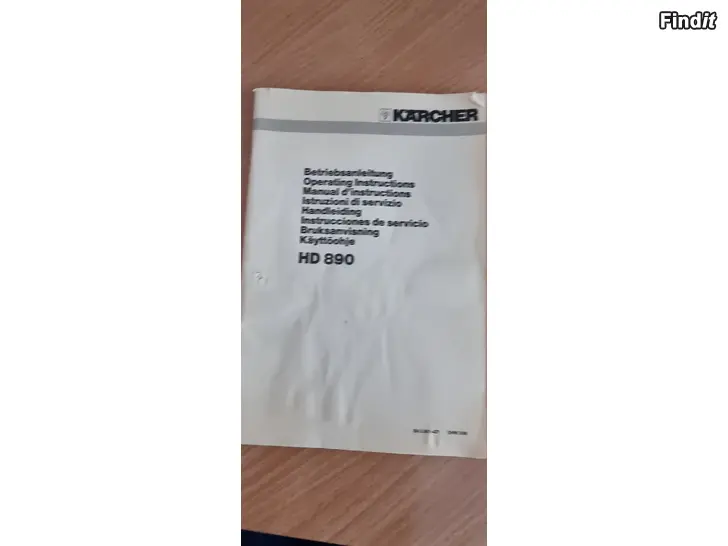 Findit
KÄRCHER
Betriebsanleitung
Operating Instructions
Manual d'instructions
Istruzioni di servizio
Handleiding
Instrucciones de servicio
Bruksanvisning
Käyttöohje
HD 890